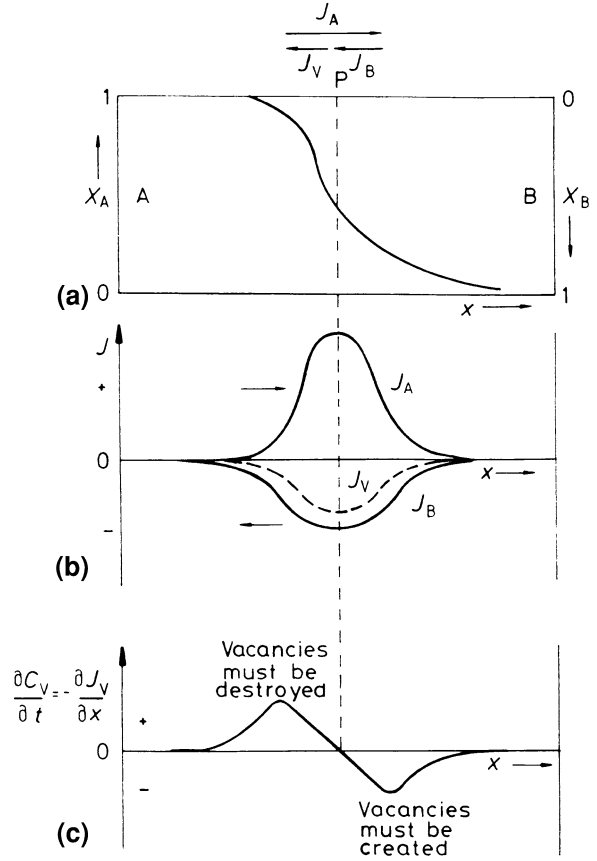 J_A
J_V J_B
P
1 0
X_A A B X_B
(a) 0 x 1
J
+
J_A
0
J_V x
J_B
-
(b)
Vacancies
must be
destroyed
∂C_V/∂t = -∂J_V/∂x
+
0
x
-
Vacancies
must be
created
(c)